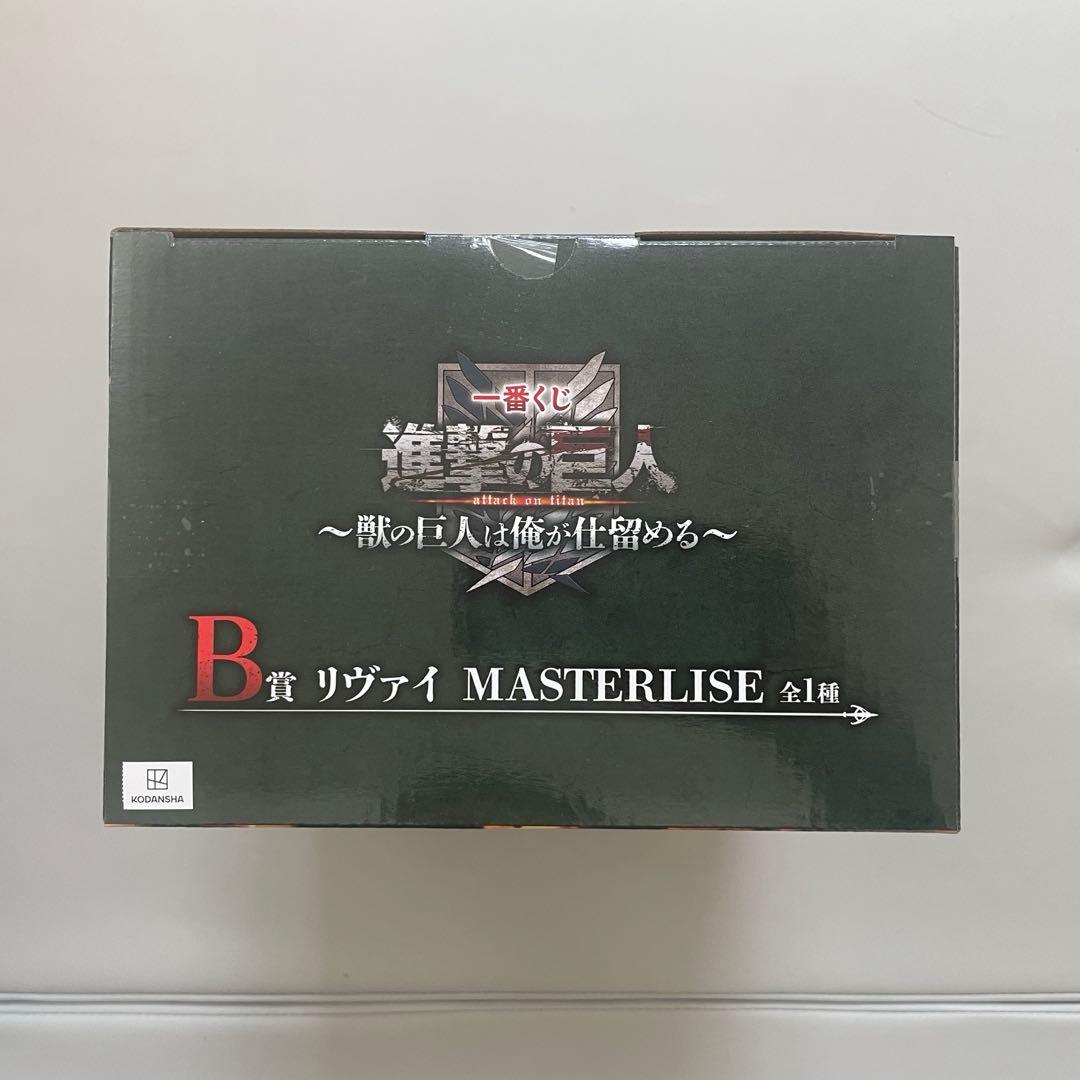 一番くじ
進撃の巨人
attack on titan
〜獣の巨人は俺が仕留める〜
B賞 リヴァイ MASTERLISE 全1種
KODANSHA